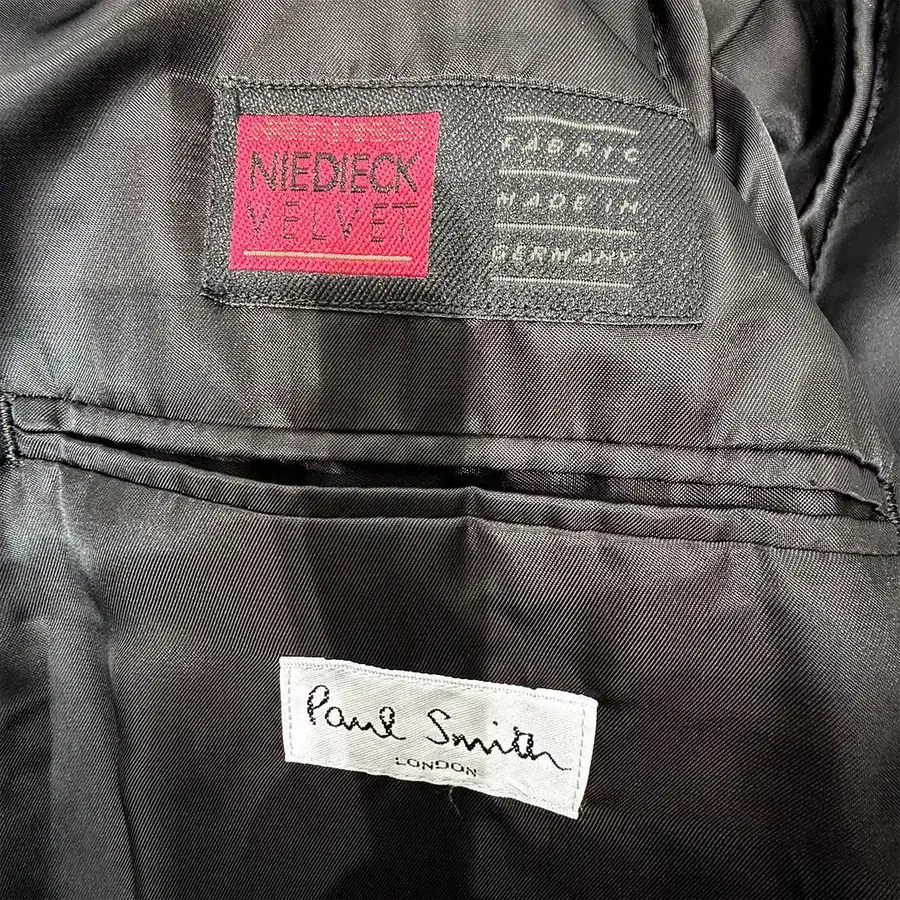 NIEDIECK
VELVET
FABRIC
MADE IN
GERMANY
Paul Smith
LONDON